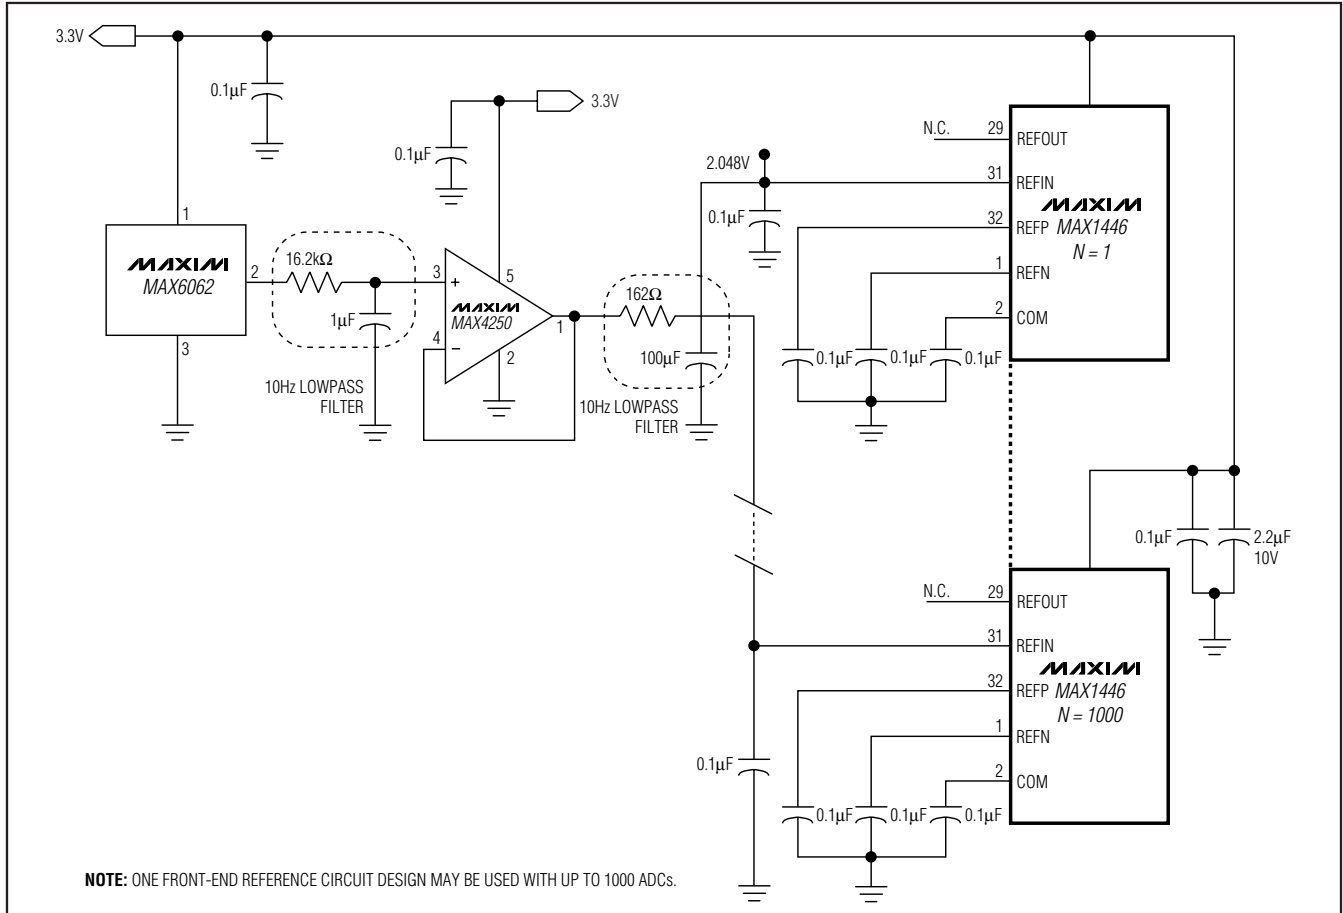 3.3V
0.1µF
3.3V
0.1µF
N.C.
29
REFOUT
2.048V
31
REFIN
0.1µF
32
REFP
MAXIM
MAX1446
N = 1
1
REFN
2
COM
0.1µF
0.1µF
0.1µF
1
MAXIM
MAX6062
2
3
16.2kΩ
1µF
10Hz LOWPASS
FILTER
3
+
4
−
5
MAXIM
MAX4250
1
2
162Ω
100µF
10Hz LOWPASS
FILTER
0.1µF
2.2µF
10V
N.C.
29
REFOUT
31
REFIN
32
REFP
MAXIM
MAX1446
N = 1000
1
REFN
2
COM
0.1µF
0.1µF
0.1µF
0.1µF
NOTE: ONE FRONT-END REFERENCE CIRCUIT DESIGN MAY BE USED WITH UP TO 1000 ADCs.